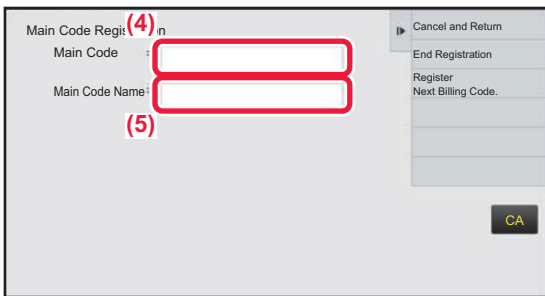 Main Code Registration
(4)
Main Code :
Main Code Name:
(5)
Cancel and Return
End Registration
Register
Next Billing Code.
CA